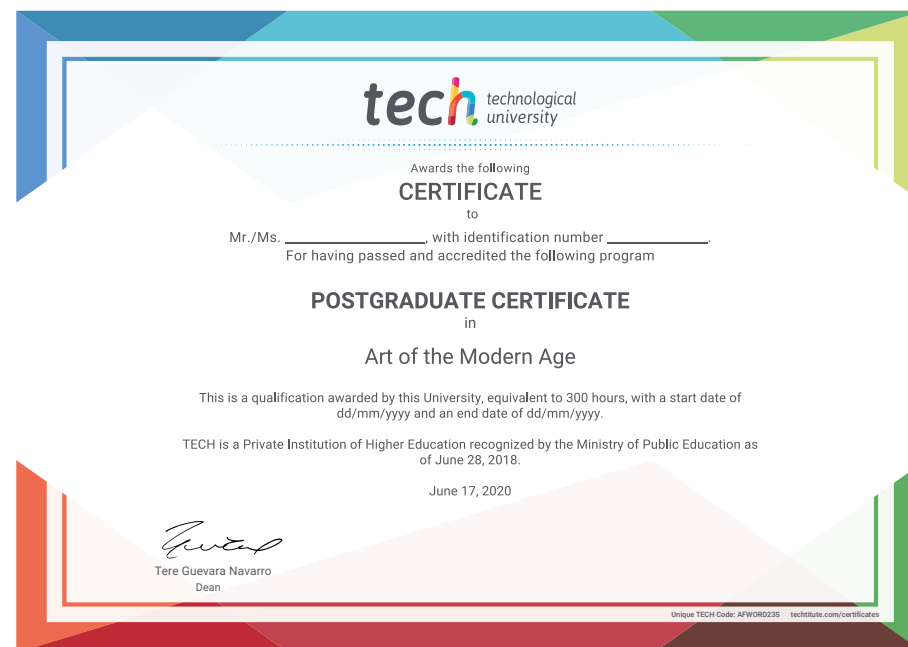 tech technological
university
Awards the following
CERTIFICATE
to
Mr./Ms. ____________________, with identification number ______________.
For having passed and accredited the following program
POSTGRADUATE CERTIFICATE
in
Art of the Modern Age
This is a qualification awarded by this University, equivalent to 300 hours, with a start date of
dd/mm/yyyy and an end date of dd/mm/yyyy.
TECH is a Private Institution of Higher Education recognized by the Ministry of Public Education as
of June 28, 2018.
June 17, 2020
Tere Guevara Navarro
Dean
Unique TECH Code: AFWORD23S techtitute.com/certificates